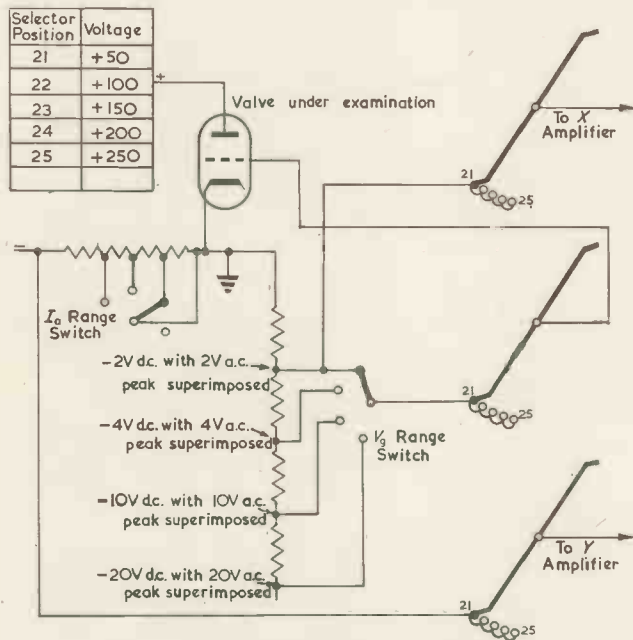 Selector Position Voltage
21 +50
22 +100
23 +150
24 +200
25 +250
+
Valve under examination
To X
Amplifier
21
25
−
Iₐ Range
Switch
−2V d.c. with 2V a.c.
peak superimposed
−4V d.c. with 4V a.c.
peak superimposed
−10V d.c. with 10V a.c.
peak superimposed
−20V d.c. with 20V a.c.
peak superimposed
V_g Range
Switch
21
25
To Y
Amplifier
21
25